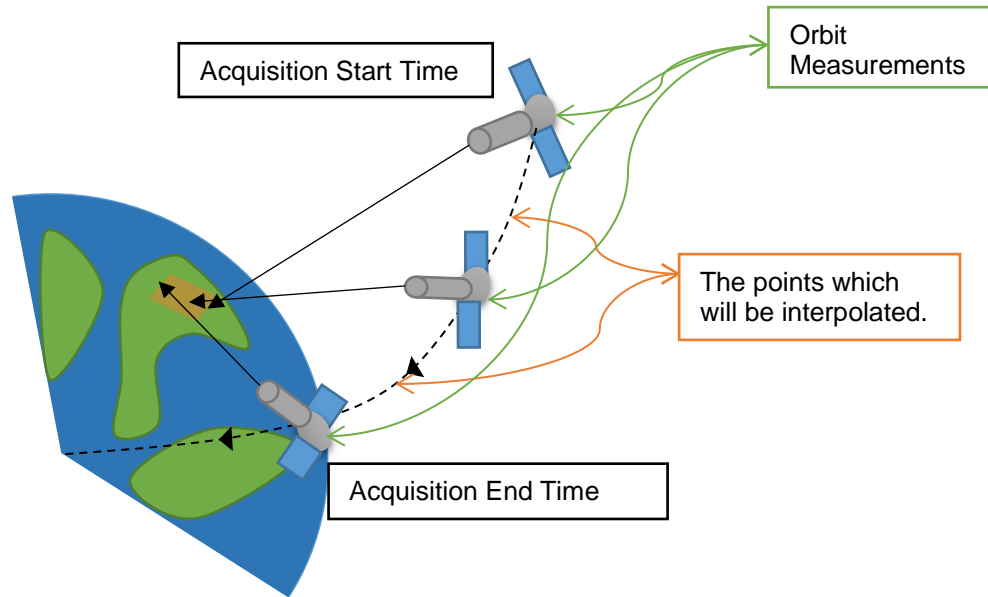 Orbit
Measurements
Acquisition Start Time
The points which
will be interpolated.
Acquisition End Time